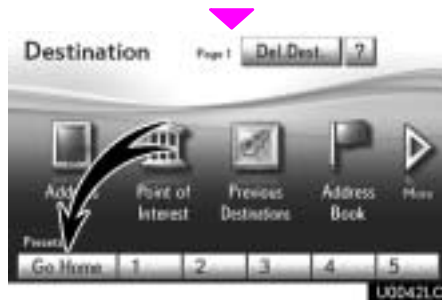 Destination Page 1 Del.Dest. ?
Address Point of Interest Previous Destinations Address Book More
Presets
Go Home 1 2 3 4 5
U0042LC